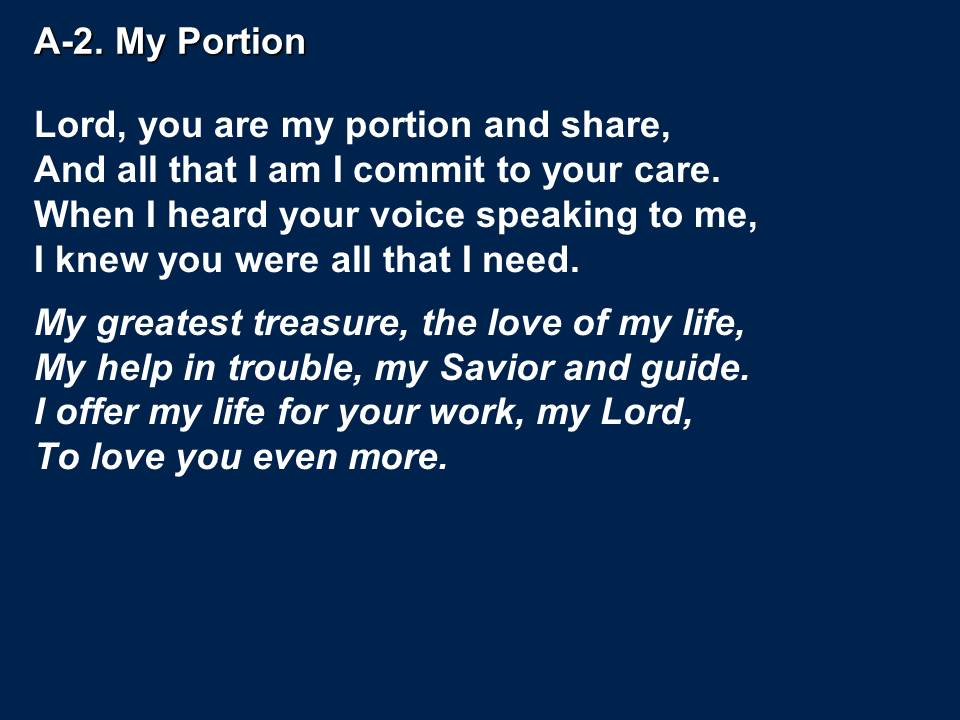 A-2. My Portion
Lord, you are my portion and share,
And all that I am I commit to your care.
When I heard your voice speaking to me,
I knew you were all that I need.
My greatest treasure, the love of my life,
My help in trouble, my Savior and guide.
I offer my life for your work, my Lord,
To love you even more.